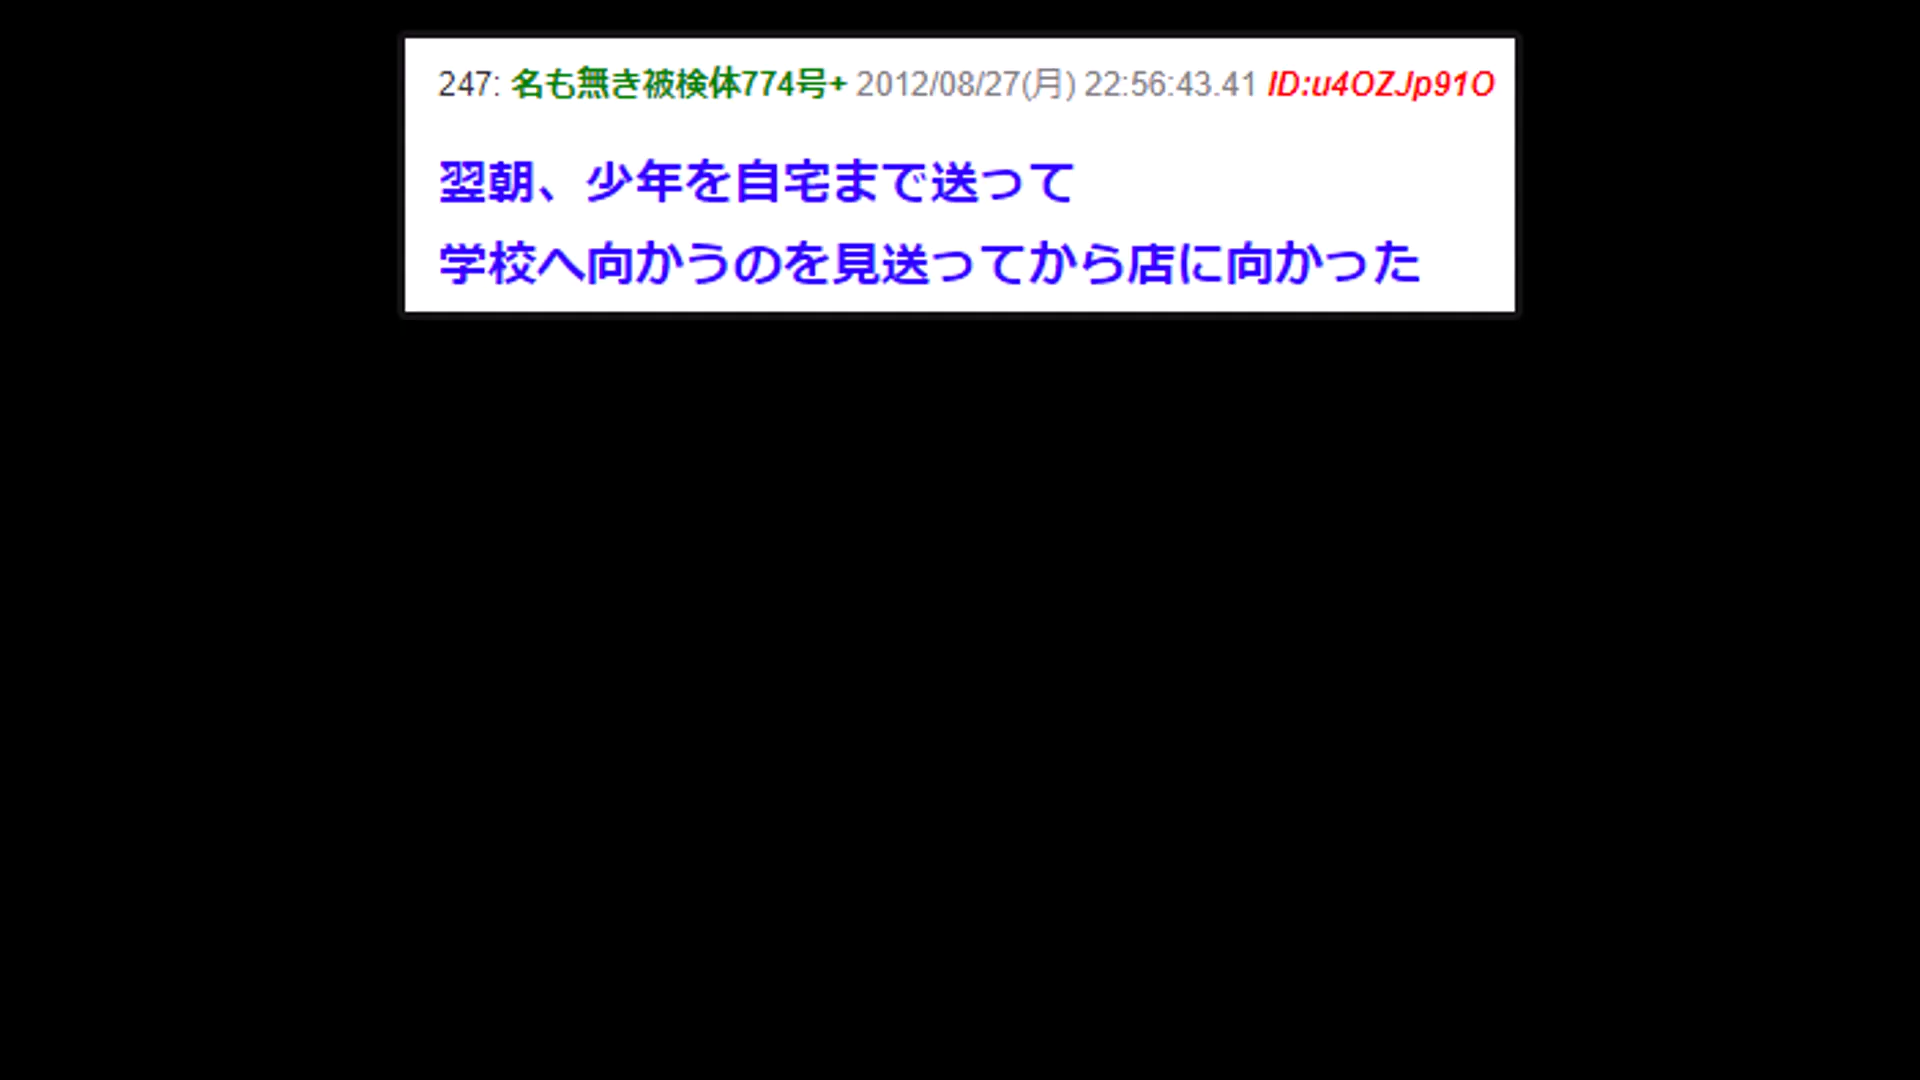 247: 名も無き被検体774号+ 2012/08/27(月) 22:56:43.41 ID:u4OZJp91O
翌朝、少年を自宅まで送って
学校へ向かうのを見送ってから店に向かった